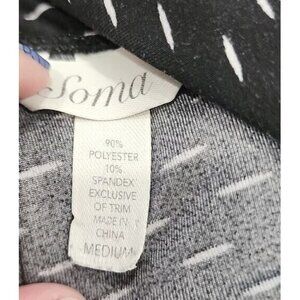 Soma
90%
POLYESTER
10%
SPANDEX
EXCLUSIVE
OF TRIM
MADE IN
CHINA
MEDIUM